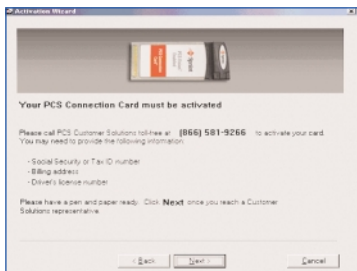 Activation Wizard
Your PCS Connection Card must be activated
Please call PCS Customer Solutions toll-free at (866) 581-9266 to activate your card.
You may need to provide the following information:
- Social Security or Tax ID number
- Billing address
- Driver's license number
Please have a pen and paper ready. Click Next once you reach a Customer
Solutions representative.
< Back
Next >
Cancel